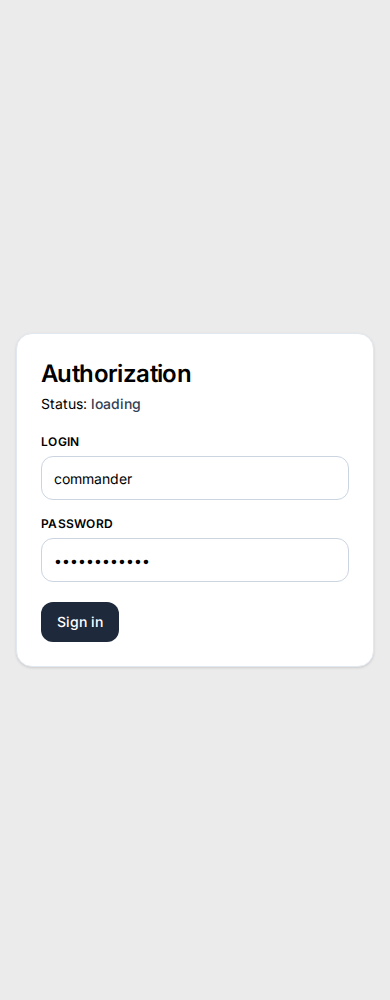 Authorization
Status: loading
LOGIN
commander
PASSWORD
••••••••••••
Sign in